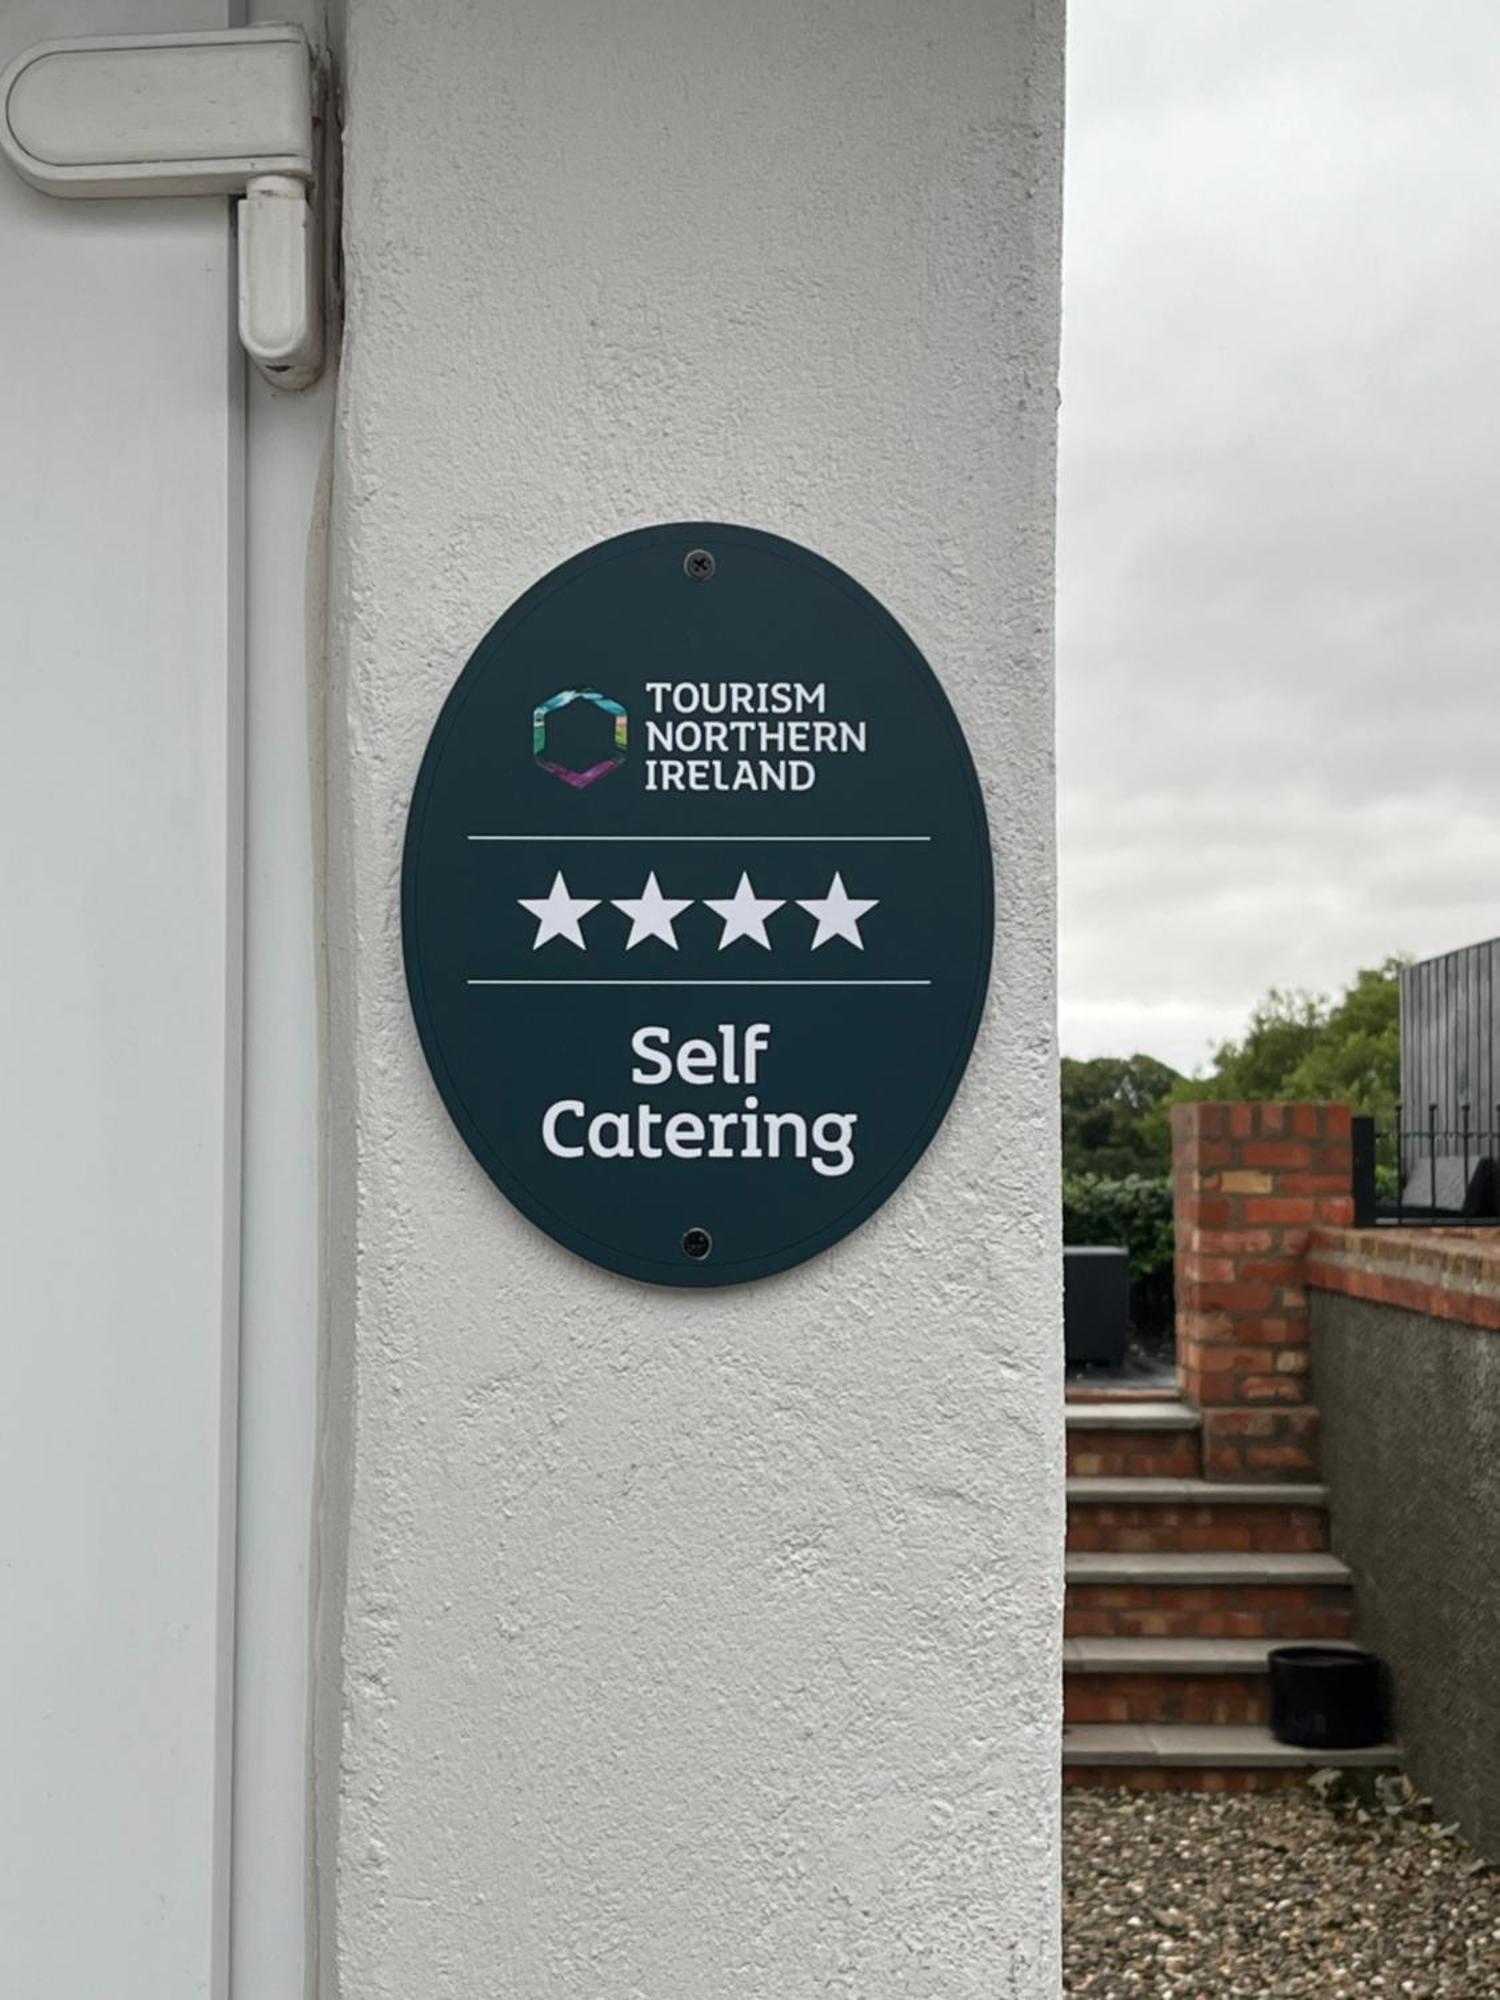 TOURISM
NORTHERN
IRELAND
★★★★
Self
Catering